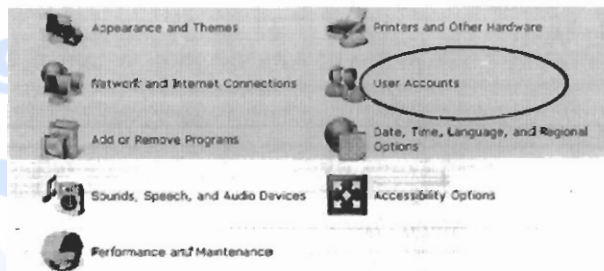 Appearance and Themes
Printers and Other Hardware
Network and Internet Connections
User Accounts
Add or Remove Programs
Date, Time, Language, and Regional
Options
Sounds, Speech, and Audio Devices
Accessibility Options
Performance and Maintenance